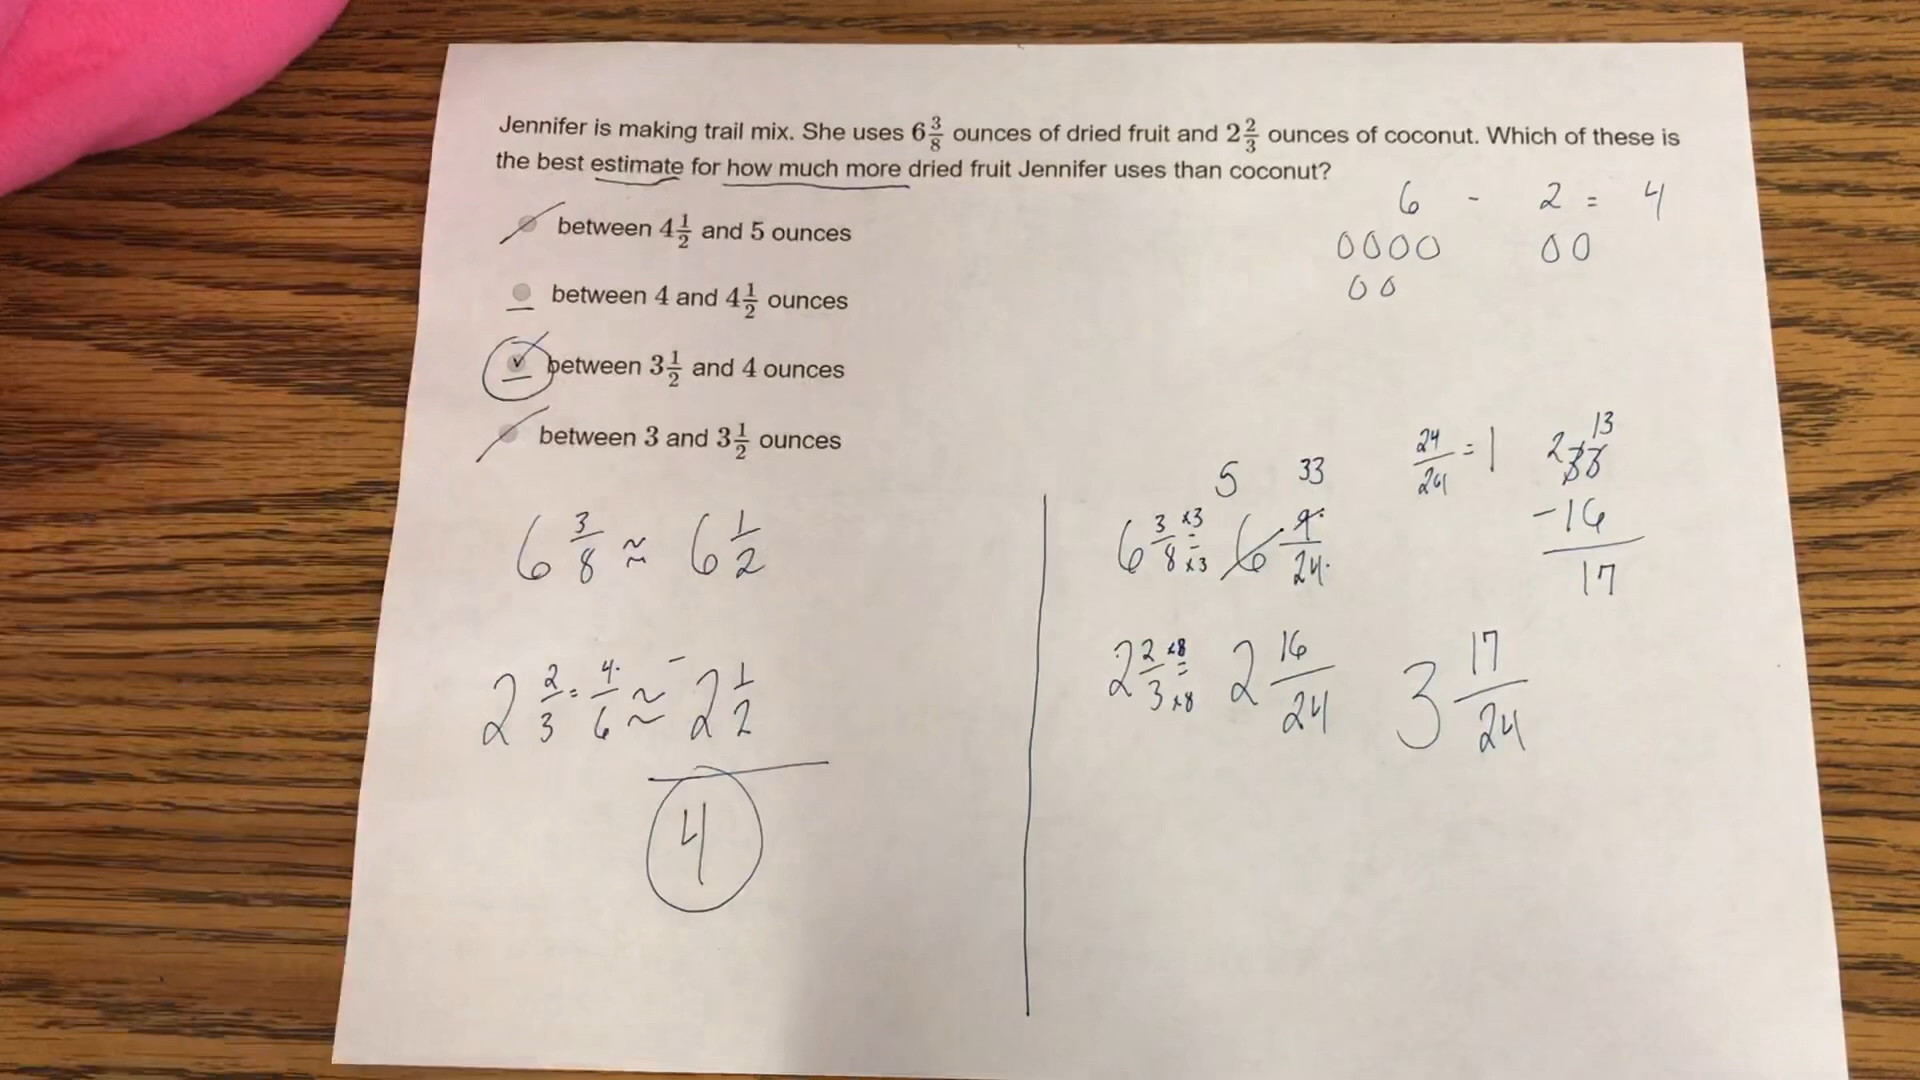 Jennifer is making trail mix. She uses 6 3/8 ounces of dried fruit and 2 2/3 ounces of coconut. Which of these is
the best estimate for how much more dried fruit Jennifer uses than coconut?
6 - 2 = 4
0000 00
00
between 4 1/2 and 5 ounces
between 4 and 4 1/2 ounces
✓ between 3 1/2 and 4 ounces
between 3 and 3 1/2 ounces
6 3/8 ≈ 6 1/2
2 2/3 = 4/6 ≈ - 2 1/2
4
5 33
6 3/8 ×3/×3 = 6 9/24
2 2/3 ×8/×8 = 2 16/24
24/24 = 1
2 13
33
-16
17
3 17/24